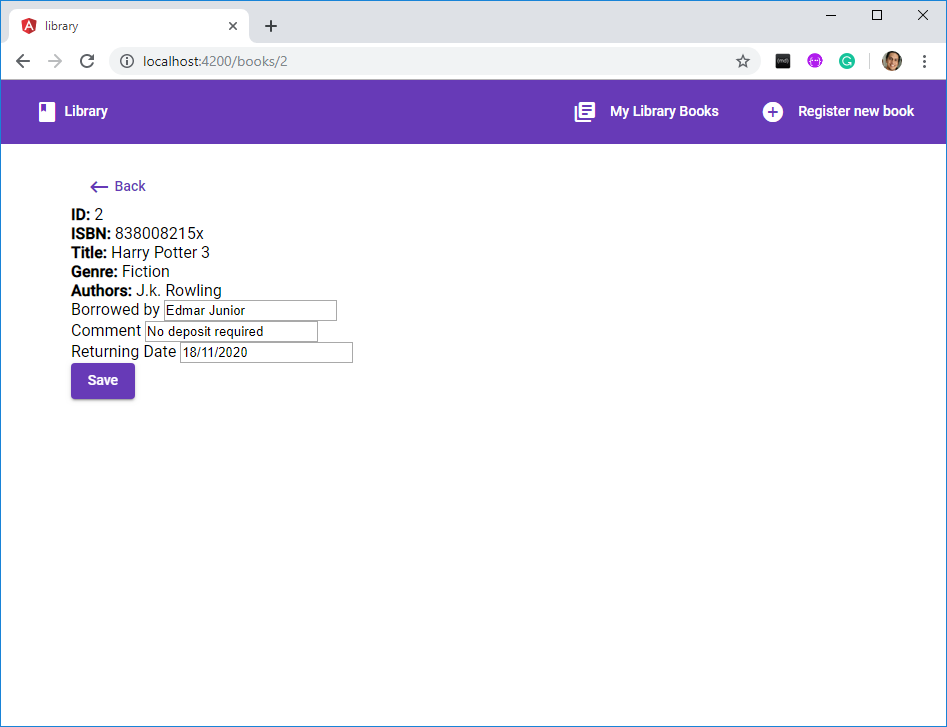 library
localhost:4200/books/2
Library
My Library Books
Register new book
Back
ID: 2
ISBN: 838008215x
Title: Harry Potter 3
Genre: Fiction
Authors: J.k. Rowling
Borrowed by Edmar Junior
Comment No deposit required
Returning Date 18/11/2020
Save